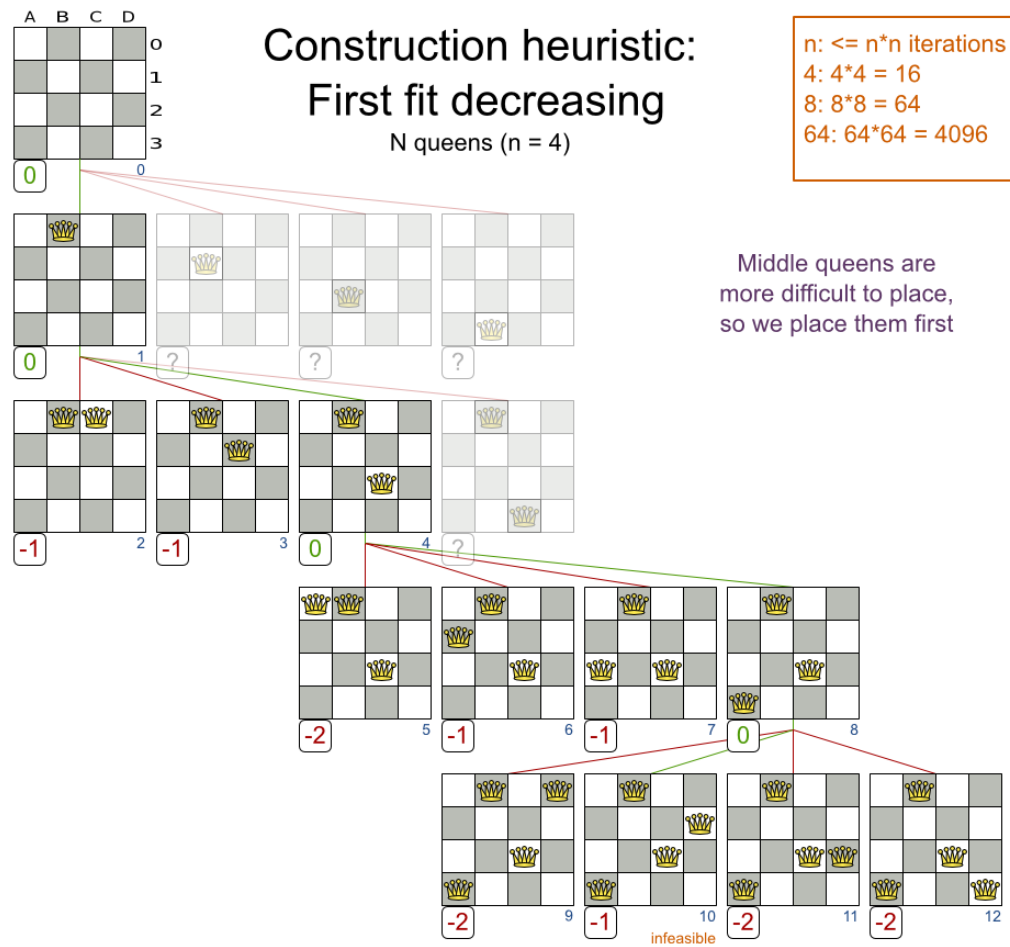 A B C D
0
1
2
3
Construction heuristic:
First fit decreasing
N queens (n = 4)
n: <= n*n iterations
4: 4*4 = 16
8: 8*8 = 64
64: 64*64 = 4096
0 0
Middle queens are
more difficult to place,
so we place them first
0 1 ? ? ?
-1 2 -1 3 0 4 ?
-2 5 -1 6 -1 7 0 8
-2 9 -1 10 -2 11 -2 12
infeasible